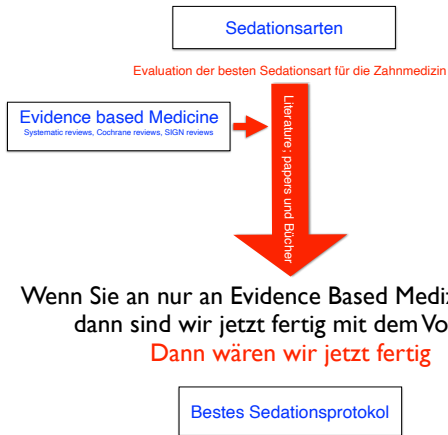 Sedationsarten
Evaluation der besten Sedationsart für die Zahnmedizin
Evidence based Medicine
Systematic reviews, Cochrane reviews, SIGN reviews
Literature; papers und Bücher
Wenn Sie an nur an Evidence Based
dann sind wir jetzt fertig mit dem
Dann wären wir jetzt fertig
Bestes Sedationsprotokol